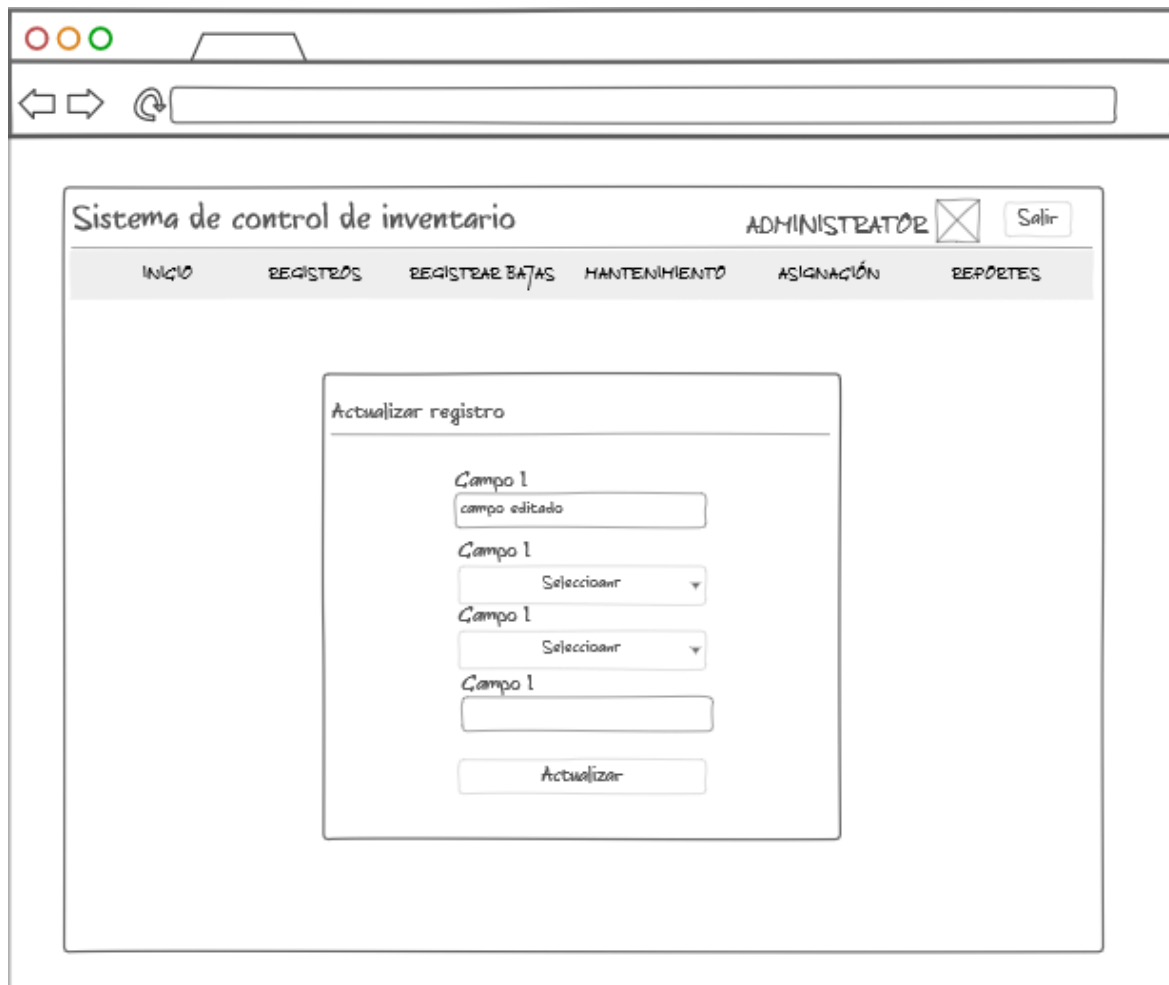 Sistema de control de inventario
ADMINISTRATOR
Salir
INICIO REGISTROS REGISTRAR BAJAS MANTENIMIENTO ASIGNACIÓN REPORTES
Actualizar registro
Campo 1
campo editado
Campo 1
Seleccioanr
Campo 1
Seleccioanr
Campo 1
Actualizar